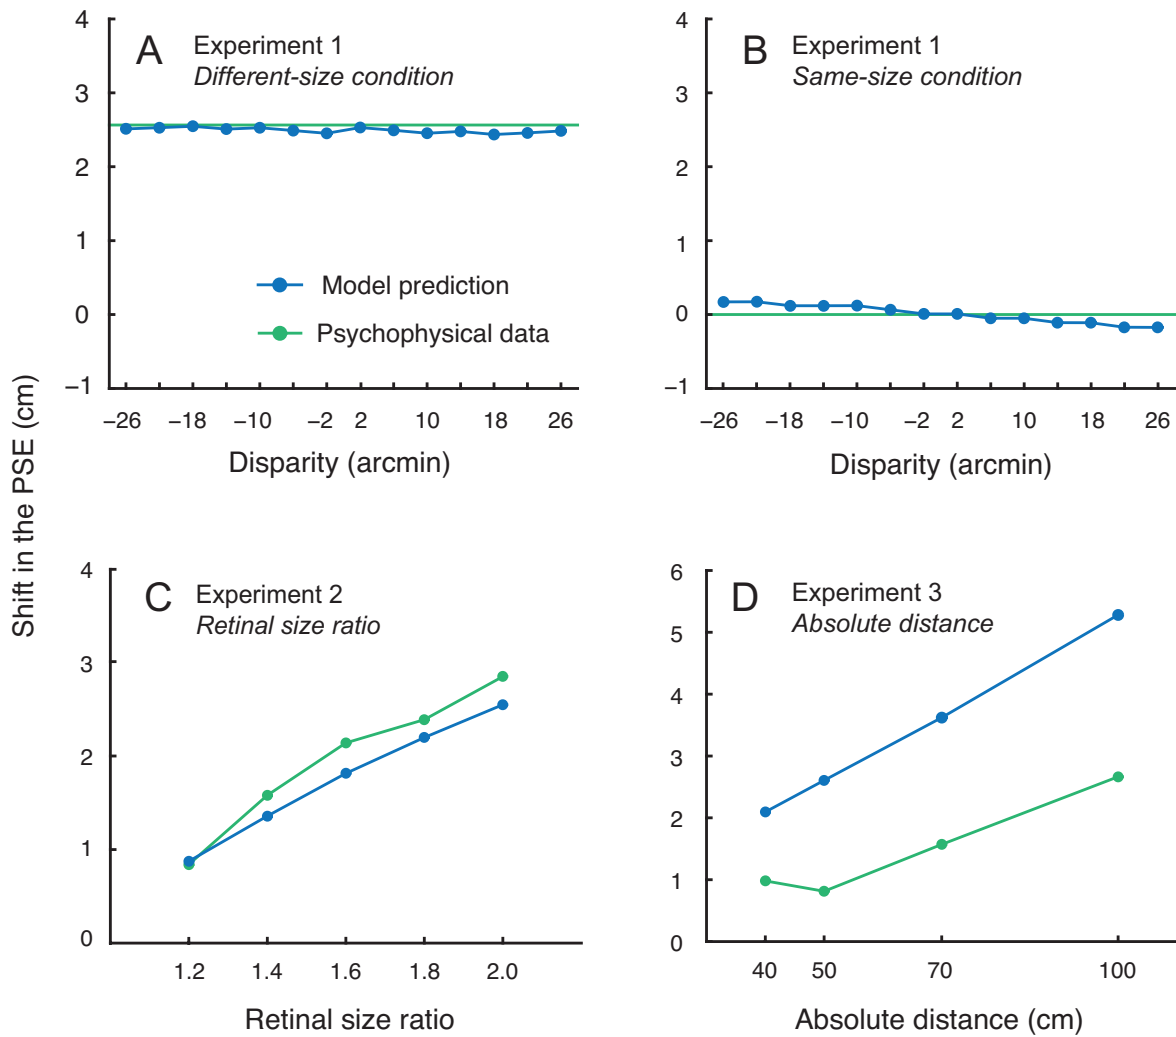 A
Experiment 1
Different-size condition
4
3
2
1
0
−1
Model prediction
Psychophysical data
−26 −18 −10 −2 2 10 18 26
Disparity (arcmin)
B
Experiment 1
Same-size condition
4
3
2
1
0
−1
−26 −18 −10 −2 2 10 18 26
Disparity (arcmin)
Shift in the PSE (cm)
C
Experiment 2
Retinal size ratio
4
3
2
1
0
1.2 1.4 1.6 1.8 2.0
Retinal size ratio
D
Experiment 3
Absolute distance
6
5
4
3
2
1
0
40 50 70 100
Absolute distance (cm)